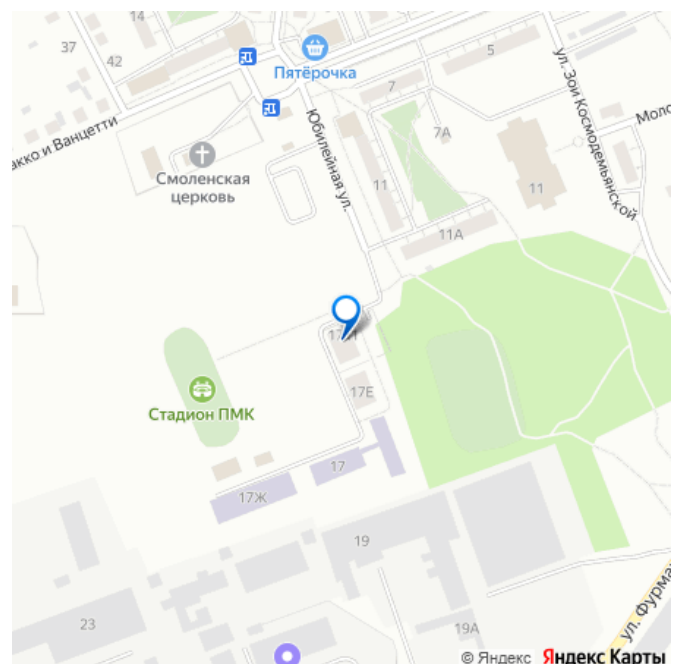 14
37
42
Пятёрочка
5
7
7А
ул. Зои Космодемьянской
Моло
акко и Ванцетти
Юбилейная ул.
Смоленская
церковь
11
11
11А
17Е
Стадион ПМК
17
17Ж
19
23
19А
ул. Фурма
© Яндекс Яндекс Карты